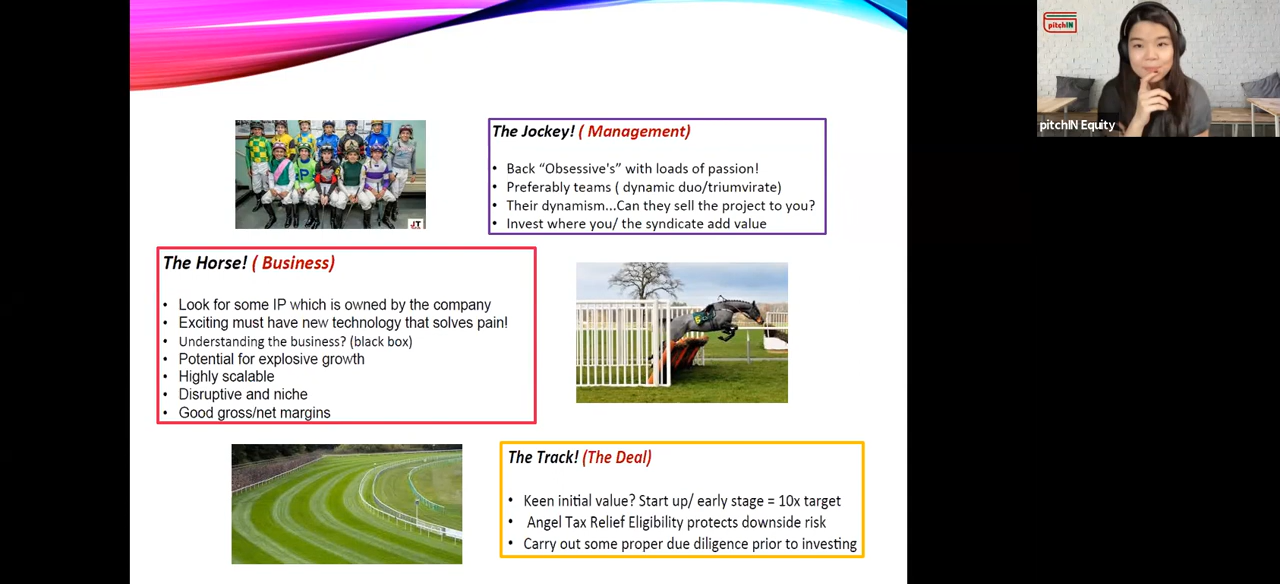 The Jockey! ( Management)
• Back “Obsessive's” with loads of passion!
• Preferably teams ( dynamic duo/triumvirate)
• Their dynamism...Can they sell the project to you?
• Invest where you/ the syndicate add value
JT
The Horse! ( Business)
• Look for some IP which is owned by the company
• Exciting must have new technology that solves pain!
• Understanding the business? (black box)
• Potential for explosive growth
• Highly scalable
• Disruptive and niche
• Good gross/net margins
The Track! (The Deal)
• Keen initial value? Start up/ early stage = 10x target
• Angel Tax Relief Eligibility protects downside risk
• Carry out some proper due diligence prior to investing
pitchIN
pitchIN Equity